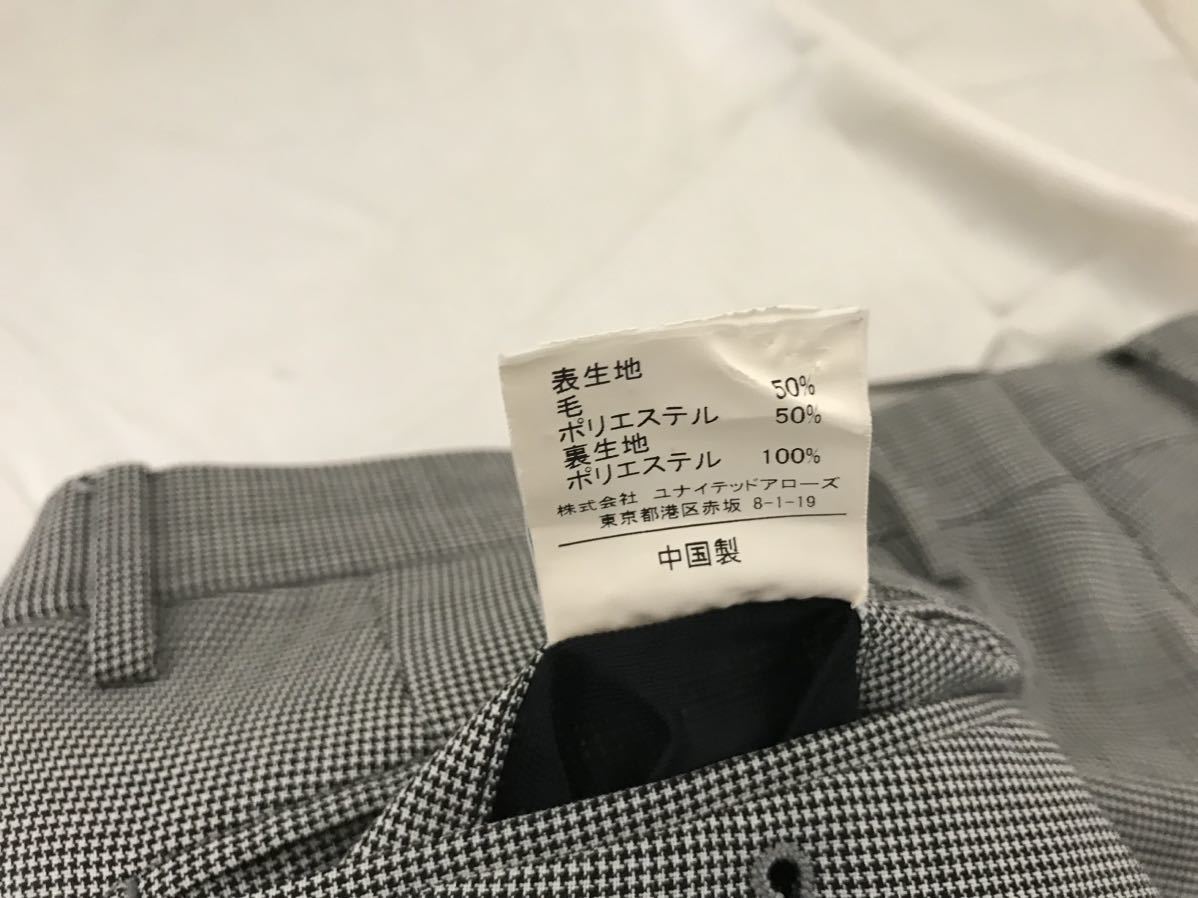 表生地
毛 50%
ポリエステル 50%
裏生地
ポリエステル 100%
株式会社 ユナイテッドアローズ
東京都港区赤坂 8-1-19
中国製